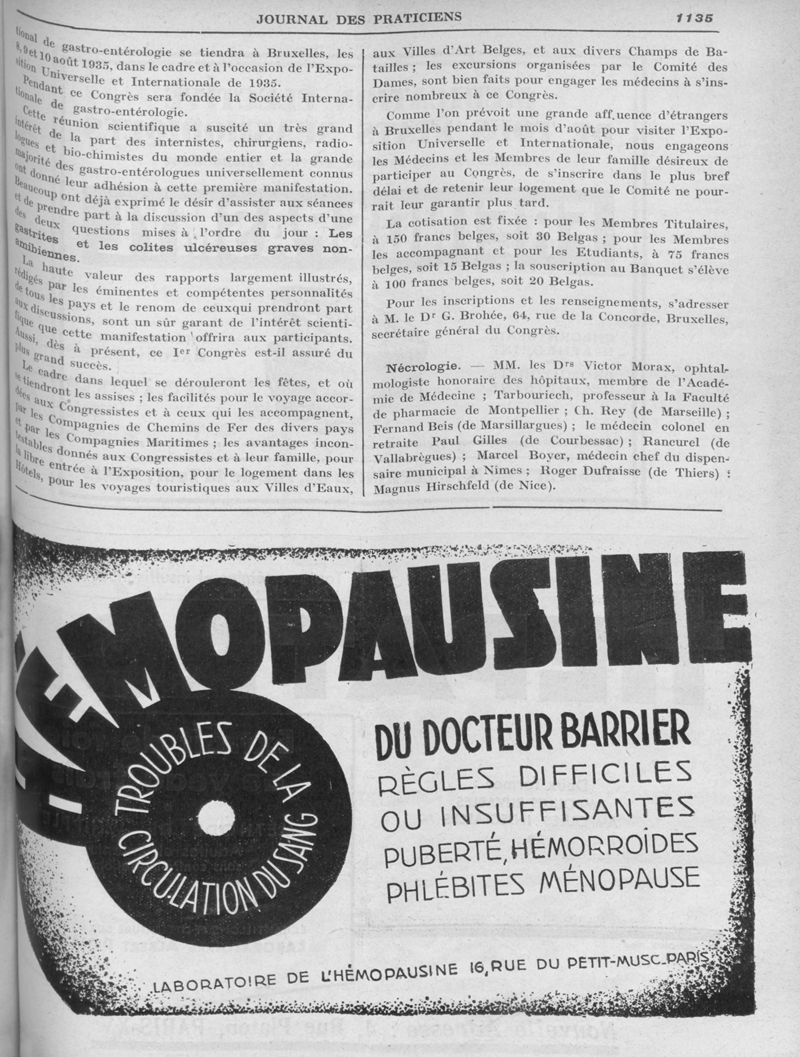 JOURNAL DES PRATICIENS
1135
tional de gastro-entérologie se tiendra à Bruxelles, les
8, 9 et 10 août 1935, dans le cadre et à l'occasion de l'Expo-
sition Universelle et Internationale de 1935.
Pendant ce Congrès sera fondée la Société Interna-
tionale de gastro-entérologie.
Cette réunion scientifique a suscité un très grand
intérêt de la part des internistes, chirurgiens, radio-
logues et bio-chimistes du monde entier et la grande
majorité des gastro-entérologues universellement connus
ont donné leur adhésion à cette première manifestation.
Beaucoup ont déjà exprimé le désir d'assister aux séances
et de prendre part à la discussion d'un des aspects d'une
des deux questions mises à l'ordre du jour : Les
gastrites et les colites ulcéreuses graves non-
amibiennes.
La haute valeur des rapports largement illustrés,
rédigés par les éminentes et compétentes personnalités
de tous les pays et le renom de ceuxqui prendront part
aux discussions, sont un sûr garant de l'intérêt scienti-
fique que cette manifestation offrira aux participants.
Aussi, dès à présent, ce Ier Congrès est-il assuré du
plus grand succès.
Le cadre dans lequel se dérouleront les fêtes, et où
se tiendront les assises ; les facilités pour le voyage accor-
dées aux Congressistes et à ceux qui les accompagnent,
par les Compagnies de Chemins de Fer des divers pays
et par les Compagnies Maritimes ; les avantages incon-
testables donnés aux Congressistes et à leur famille, pour
la libre entrée à l'Exposition, pour le logement dans les
Hôtels, pour les voyages touristiques aux Villes d'Eaux,
aux Villes d'Art Belges, et aux divers Champs de Ba-
tailles ; les excursions organisées par le Comité des
Dames, sont bien faits pour engager les médecins à s'ins-
crire nombreux à ce Congrès.
Comme l'on prévoit une grande affluence d'étrangers
à Bruxelles pendant le mois d'août pour visiter l'Expo-
sition Universelle et Internationale, nous engageons
les Médecins et les Membres de leur famille désireux de
participer au Congrès, de s'inscrire dans le plus bref
délai et de retenir leur logement que le Comité ne pour-
rait leur garantir plus tard.
La cotisation est fixée : pour les Membres Titulaires,
à 150 francs belges, soit 30 Belgas ; pour les Membres
les accompagnant et pour les Etudiants, à 75 francs
belges, soit 15 Belgas ; la souscription au Banquet s'élève
à 100 francs belges, soit 20 Belgas.
Pour les inscriptions et les renseignements, s'adresser
à M. le Dr G. Brohée, 64, rue de la Concorde, Bruxelles,
secrétaire général du Congrès.
Nécrologie. — MM. les Drs Victor Morax, ophtal-
mologiste honoraire des hôpitaux, membre de l'Acadé-
mie de Médecine ; Tarbouriech, professeur à la Faculté
de pharmacie de Montpellier ; Ch. Rey (de Marseille) ;
Fernand Beis (de Marsillargues) ; le médecin colonel en
retraite Paul Gilles (de Courbessac) ; Rancurel (de
Vallabrègues) ; Marcel Boyer, médecin chef du dispen-
saire municipal à Nimes ; Roger Dufraisse (de Thiers) ;
Magnus Hirschfeld (de Nice).
HÉMOPAUSINE
TROUBLES DE LA
CIRCULATION DU SANG
DU DOCTEUR BARRIER
RÈGLES DIFFICILES
OU INSUFFISANTES
PUBERTÉ, HÉMORROÏDES
PHLÉBITES MÉNOPAUSE
LABORATOIRE DE L'HÉMOPAUSINE 16, RUE DU PETIT-MUSC_PARIS